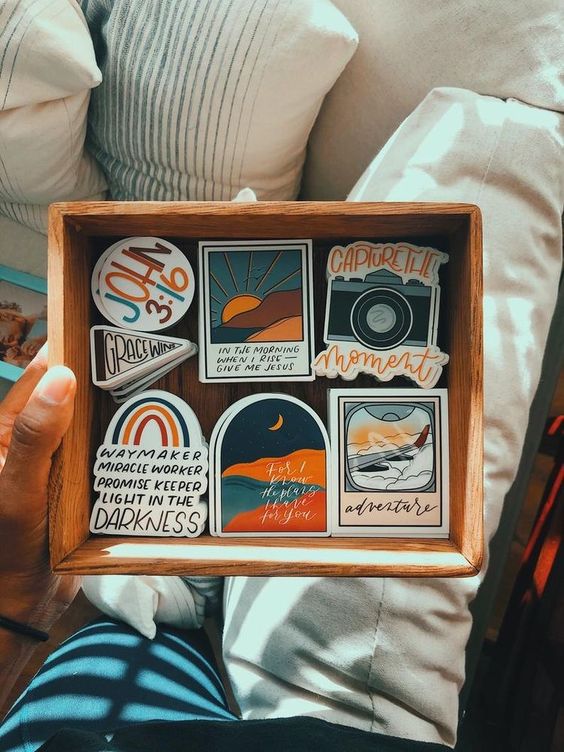 JOHN
3:16
GRACE WINS
IN THE MORNING
WHEN I RISE—
GIVE ME JESUS
CAPTURE THE
Moment
WAYMAKER
MIRACLE WORKER
PROMISE KEEPER
LIGHT IN THE
DARKNESS
For I
know
the plans
I have
for you
adventure